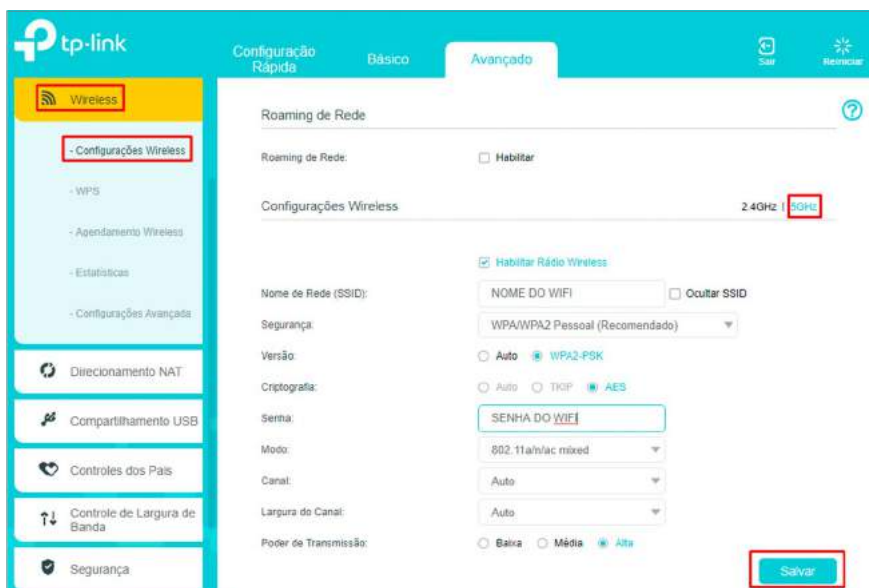 tp-link
Configuração
Rápida
Básico
Avançado
Sair
Reiniciar
Wireless
- Configurações Wireless
- WPS
- Agendamento Wireless
- Estatísticas
- Configurações Avançada
Direcionamento NAT
Compartilhamento USB
Controles dos Pais
Controle de Largura de
Banda
Segurança
Roaming de Rede
Roaming de Rede: Habilitar
Configurações Wireless 2.4GHz | 5GHz
Habilitar Rádio Wireless
Nome de Rede (SSID): NOME DO WIFI Ocultar SSID
Segurança: WPA/WPA2 Pessoal (Recomendado)
Versão: Auto WPA2-PSK
Criptografia: Auto TKIP AES
Senha: SENHA DO WIFI
Modo: 802.11a/n/ac mixed
Canal: Auto
Largura do Canal: Auto
Poder de Transmissão: Baixa Média Alta
Salvar